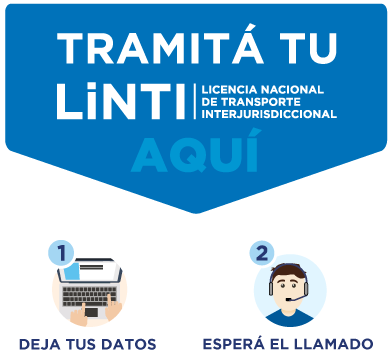 TRAMITÁ TU
LiNTI
LICENCIA NACIONAL
DE TRANSPORTE
INTERJURISDICCIONAL
AQUÍ
1
2
DEJA TUS DATOS
ESPERÁ EL LLAMADO